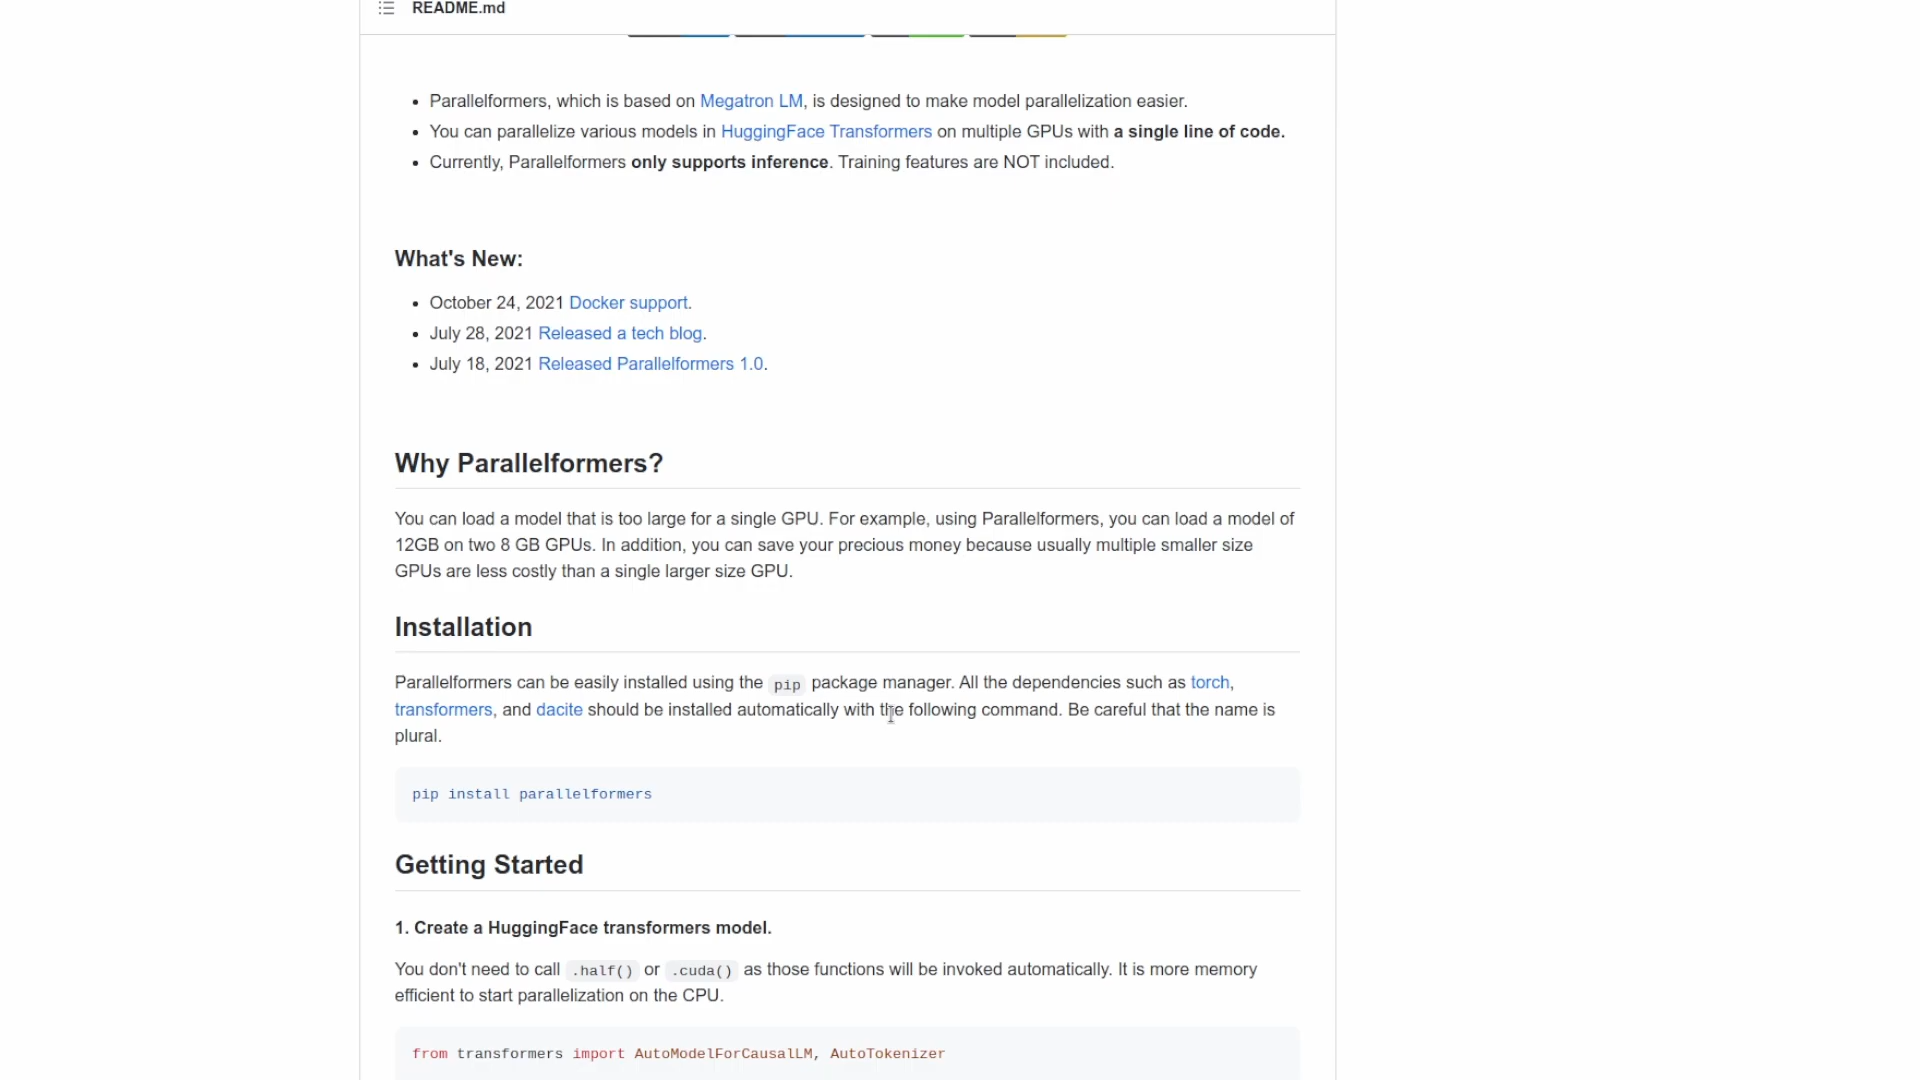 README.md
Parallelformers, which is based on Megatron LM, is designed to make model parallelization easier.
You can parallelize various models in HuggingFace Transformers on multiple GPUs with a single line of code.
Currently, Parallelformers only supports inference. Training features are NOT included.
What's New:
October 24, 2021 Docker support.
July 28, 2021 Released a tech blog.
July 18, 2021 Released Parallelformers 1.0.
Why Parallelformers?
You can load a model that is too large for a single GPU. For example, using Parallelformers, you can load a model of
12GB on two 8 GB GPUs. In addition, you can save your precious money because usually multiple smaller size
GPUs are less costly than a single larger size GPU.
Installation
Parallelformers can be easily installed using the pip package manager. All the dependencies such as torch,
transformers, and dacite should be installed automatically with the following command. Be careful that the name is
plural.
pip install parallelformers
Getting Started
1. Create a HuggingFace transformers model.
You don't need to call .half() or .cuda() as those functions will be invoked automatically. It is more memory
efficient to start parallelization on the CPU.
from transformers import AutoModelForCausalLM, AutoTokenizer